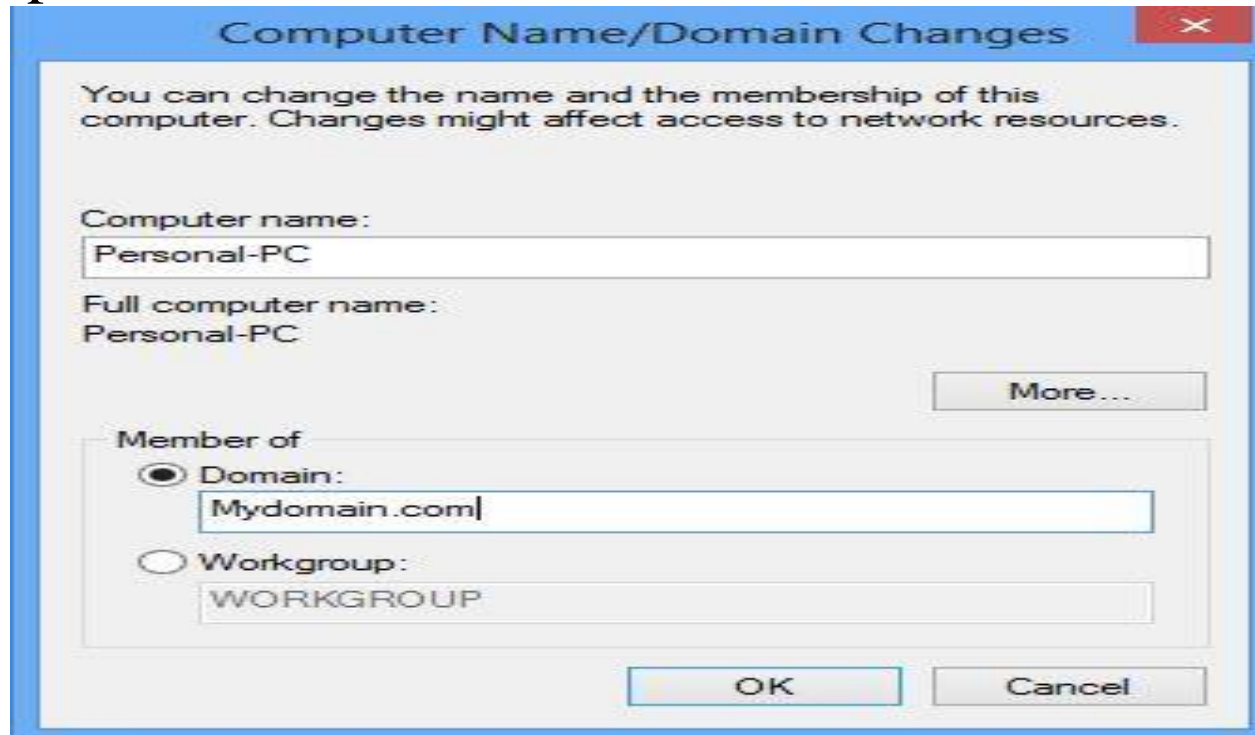 Computer Name/Domain Changes
You can change the name and the membership of this
computer. Changes might affect access to network resources.
Computer name:
Personal-PC
Full computer name:
Personal-PC
More...
Member of
Domain:
Mydomain.com
Workgroup:
WORKGROUP
OK
Cancel